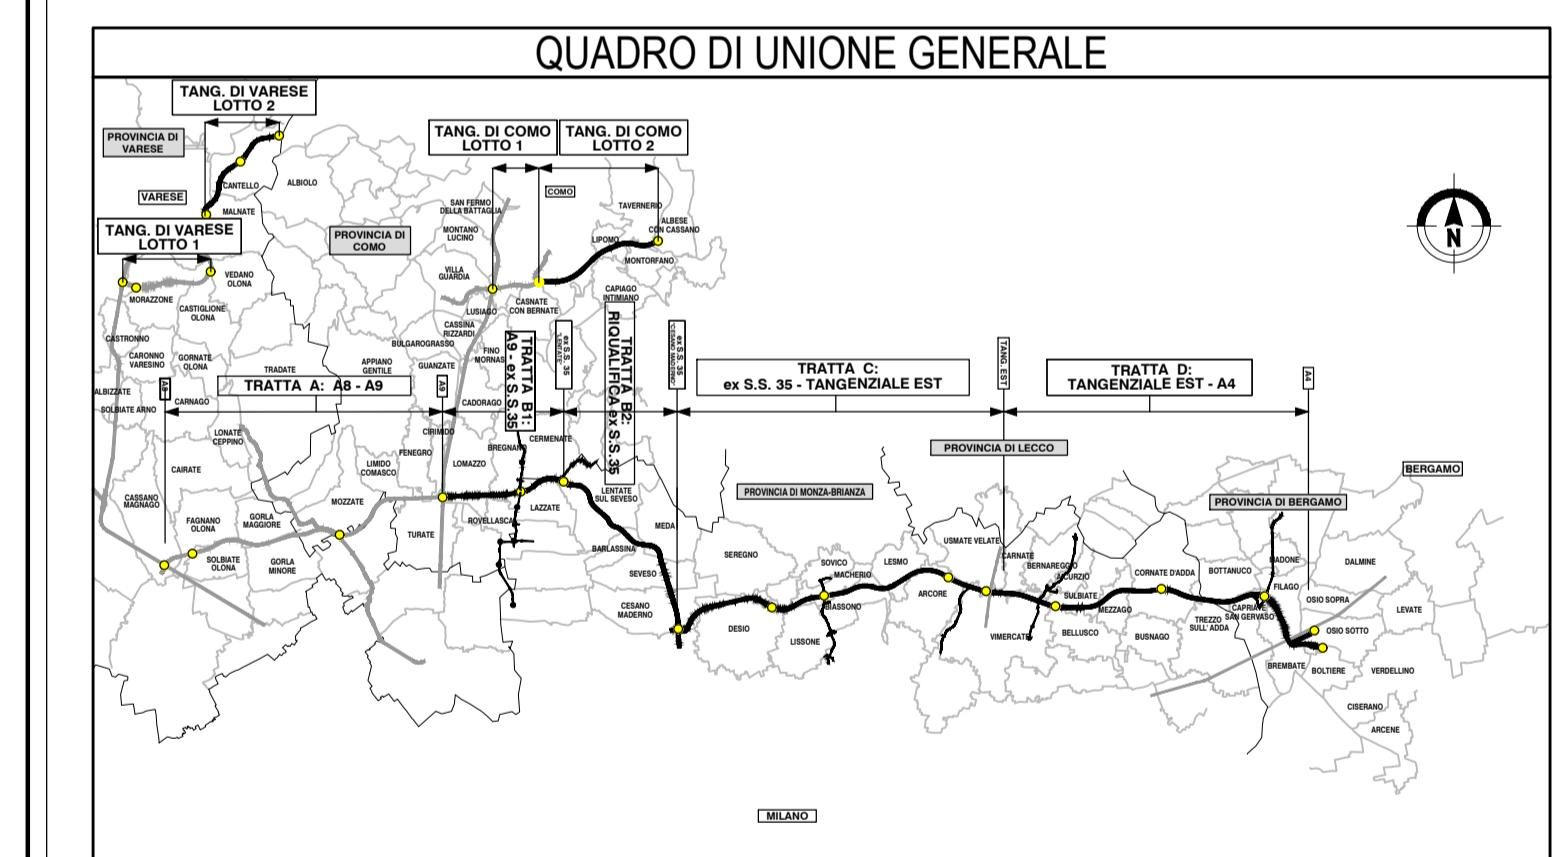 QUADRO DI UNIONE GENERALE
TANG. DI VARESE
LOTTO 2
PROVINCIA DI
VARESE
VARESE
CANTELLO
ALBIOLO
MALNATE
TANG. DI VARESE
LOTTO 1
PROVINCIA DI
COMO
TANG. DI COMO
LOTTO 1
TANG. DI COMO
LOTTO 2
COMO
SAN FERMO
DELLA BATTAGLIA
MONTANO
LUCINO
TAVERNERIO
ALBESE
CON CASSANO
LIPOMO
MONTORFANO
VILLA
GUARDIA
CAPIAGO
INTIMIANO
N
VEDANO
OLONA
MORAZZONE
CASTIGLIONE
OLONA
LUSIAGO
CASNATE
CON BERNATE
CASSINA
RIZZARDI
BULGAROGRASSO
FINO
MORNAS
GUANZATE
CASTRONNO
CARONNO
VARESINO
GORNATE
OLONA
TRADATE
APPIANO
GENTILE
ALBIZZATE
SOLBIATE ARNO
CARNAGO
A8
TRATTA A: A8 - A9
A9
CADORAGO
TRATTA B1:
A9 - ex S.S.35
ex S.S. 35
"LENTATE"
TRATTA B2:
RIQUALIFICA ex S.S.35
ex S.S. 35
"CESANO MADERNO"
TRATTA C:
ex S.S. 35 - TANGENZIALE EST
TANG. EST
TRATTA D:
TANGENZIALE EST - A4
A4
LONATE
CEPPINO
CIRIMIDO
FENEGRO
BREGNANO
CERMENATE
CAIRATE
LIMIDO
COMASCO
LOMAZZO
PROVINCIA DI LECCO
BERGAMO
CASSANO
MAGNAGO
MOZZATE
LENTATE
SUL SEVESO
PROVINCIA DI MONZA-BRIANZA
PROVINCIA DI BERGAMO
FAGNANO
OLONA
GORLA
MAGGIORE
ROVELLASCA
LAZZATE
TURATE
MEDA
SOLBIATE
OLONA
GORLA
MINORE
BARLASSINA
SEVESO
SEREGNO
SOVICO
MACHERIO
LESMO
USMATE VELATE
CARNATE
BERNAREGGIO
AICURZIO
SULBIATE
MEZZAGO
CORNATE D'ADDA
BOTTANUCO
MADONE
FILAGO
DALMINE
CESANO
MADERNO
DESIO
BIASSONO
LISSONE
ARCORE
VIMERCATE
BELLUSCO
BUSNAGO
TREZZO
SULL' ADDA
CAPRIATE
SAN GERVASO
OSIO SOPRA
OSIO SOTTO
LEVATE
BREMBATE
BOLTIERE
VERDELLINO
CISERANO
ARCENE
MILANO